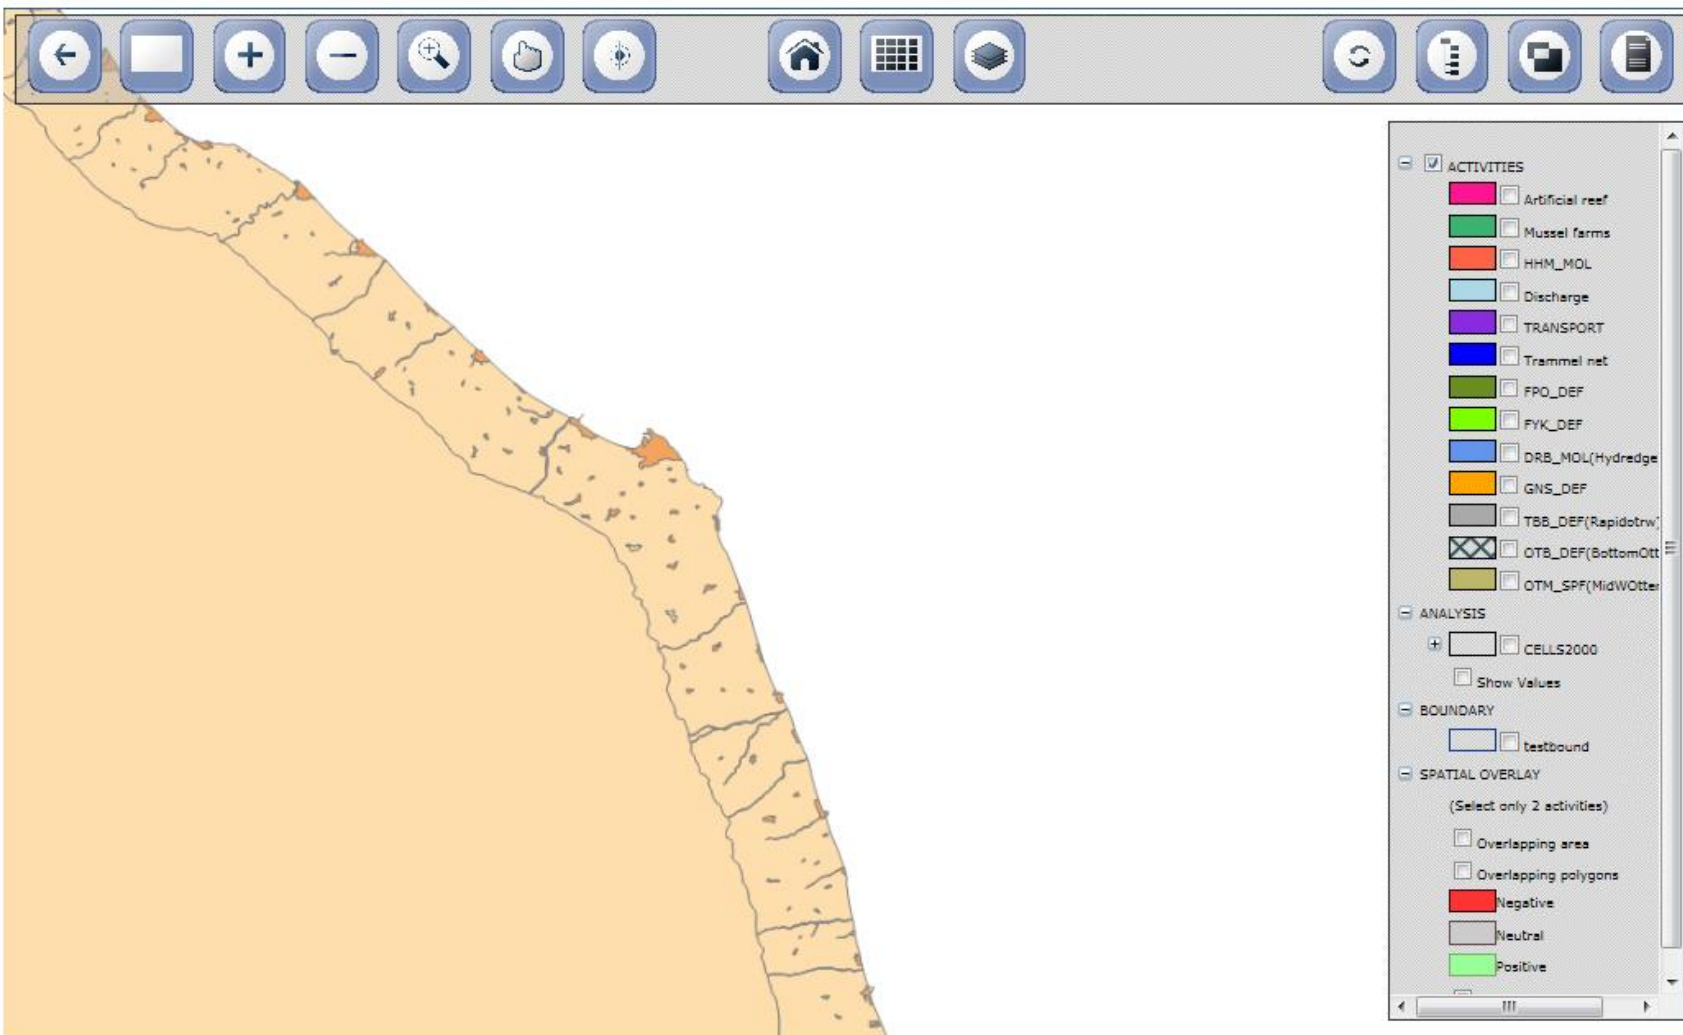 ACTIVITIES
Artificial reef
Mussel farms
HHM_MOL
Discharge
TRANSPORT
Trammel net
FPO_DEF
FYK_DEF
DRB_MOL(Hydredge
GNS_DEF
TBB_DEF(Rapidotrw)
OTB_DEF(BottomOtt
OTM_SPF(MidWOtter
ANALYSIS
CELLS2000
Show Values
BOUNDARY
testbound
SPATIAL OVERLAY
(Select only 2 activities)
Overlapping area
Overlapping polygons
Negative
Neutral
Positive